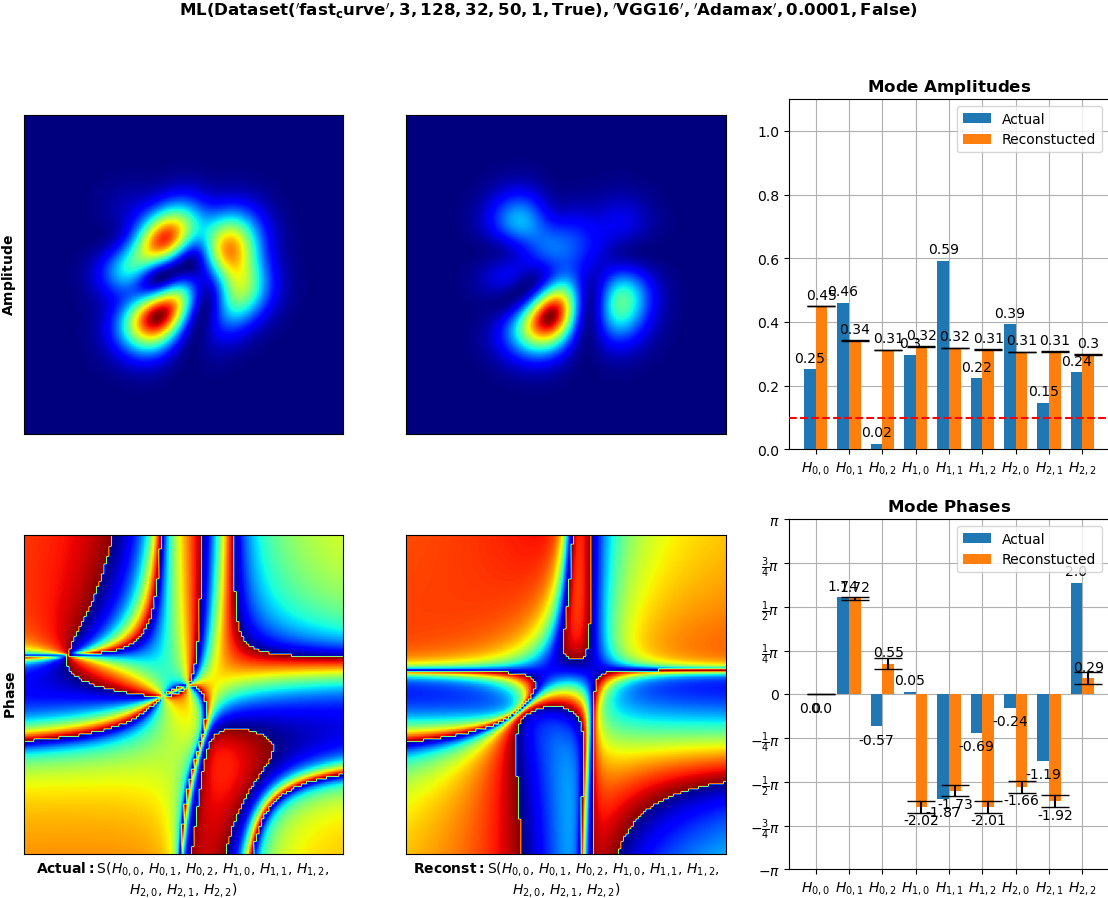 ML(Dataset('fast_curve', 3, 128, 32, 50, 1, True), 'VGG16', 'Adamax', 0.0001, False)
Amplitude
Mode Amplitudes
Actual
Reconstucted
1.0
0.8
0.6
0.4
0.2
0.0
0.25
0.45
0.46
0.34
0.02
0.31
0.3
0.32
0.59
0.32
0.22
0.31
0.39
0.31
0.15
0.31
0.24
0.3
H0,0 H0,1 H0,2 H1,0 H1,1 H1,2 H2,0 H2,1 H2,2
Phase
Actual: S(H0,0, H0,1, H0,2, H1,0, H1,1, H1,2,
H2,0, H2,1, H2,2)
Reconst: S(H0,0, H0,1, H0,2, H1,0, H1,1, H1,2,
H2,0, H2,1, H2,2)
Mode Phases
Actual
Reconstucted
π
3/4π
1/2π
1/4π
0
−1/4π
−1/2π
−3/4π
−π
0.0
0.0
1.74
1.72
-0.57
0.55
0.05
-2.02
-1.87
-1.73
-0.69
-2.01
-0.24
-1.66
-1.19
-1.92
2.0
0.29
H0,0 H0,1 H0,2 H1,0 H1,1 H1,2 H2,0 H2,1 H2,2